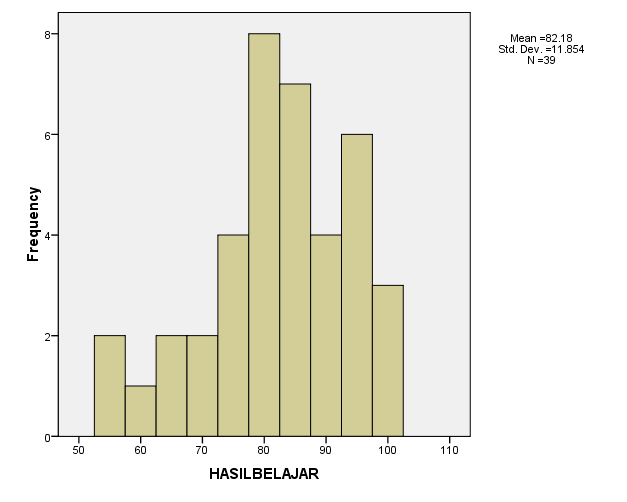 Mean =82.18
Std. Dev. =11.854
N =39
Frequency
8
6
4
2
0
50 60 70 80 90 100 110
HASILBELAJAR